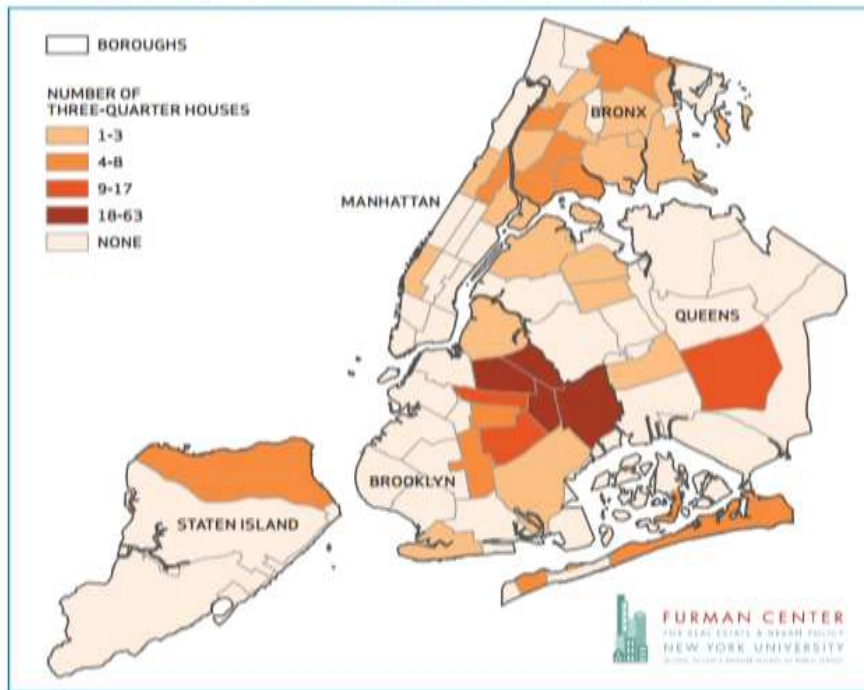 BOROUGHS
NUMBER OF
THREE-QUARTER HOUSES
1-3
4-8
9-17
18-63
NONE
BRONX
MANHATTAN
QUEENS
BROOKLYN
STATEN ISLAND
FURMAN CENTER
FOR REAL ESTATE & URBAN POLICY
NEW YORK UNIVERSITY